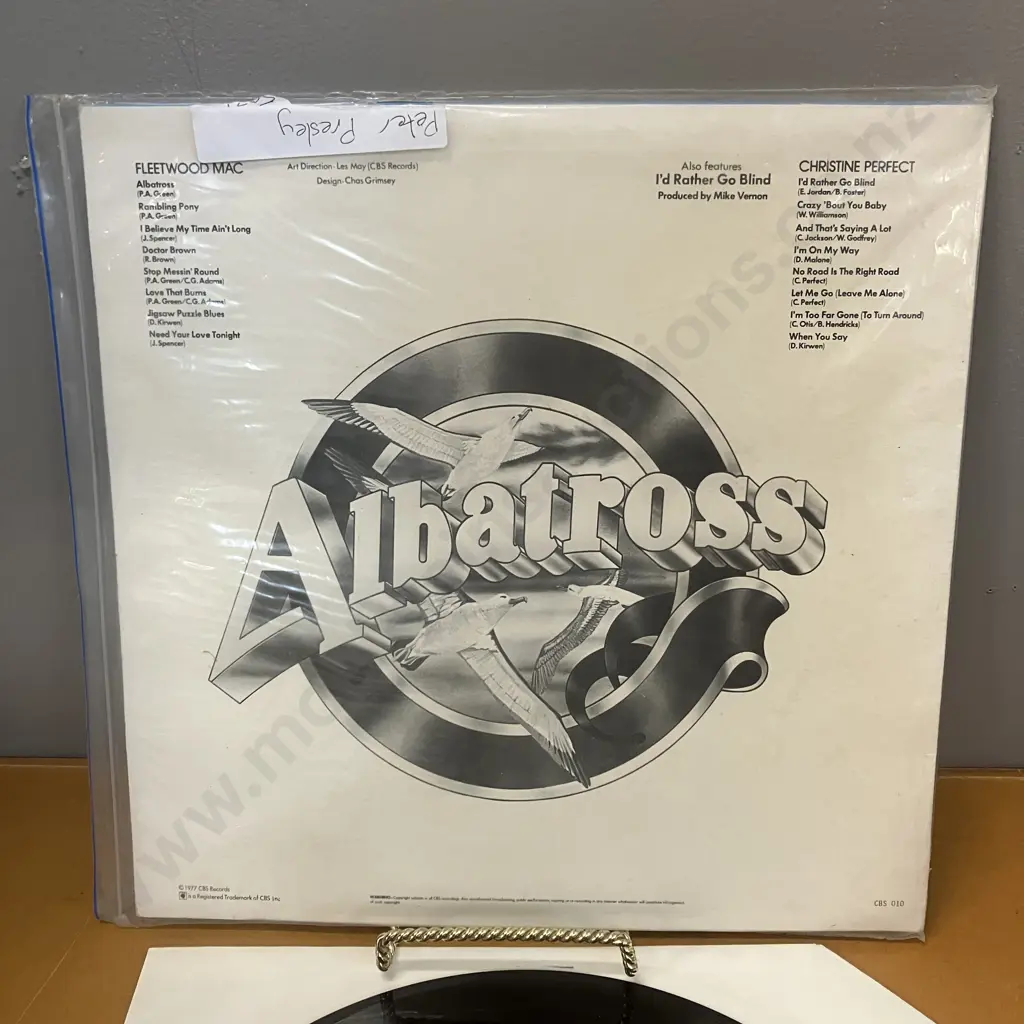 Peter Presley
FLEETWOOD MAC
Albatross
(P.A. Green)
Rambling Pony
(P.A. Green)
I Believe My Time Ain't Long
(J. Spencer)
Doctor Brown
(R. Brown)
Stop Messin' Round
(P.A. Green/C.G. Adams)
Love That Burns
(P.A. Green/C.G. Adams)
Jigsaw Puzzle Blues
(D. Kirwen)
Need Your Love Tonight
(J. Spencer)
Art Direction - Les May (CBS Records)
Design - Chas Grimsey
Also features
I'd Rather Go Blind
Produced by Mike Vernon
CHRISTINE PERFECT
I'd Rather Go Blind
(E. Jordan/B. Foster)
Crazy 'Bout You Baby
(W. Williamson)
And That's Saying A Lot
(C. Jackson/W. Godfrey)
I'm On My Way
(D. Malone)
No Road Is The Right Road
(C. Perfect)
Let Me Go (Leave Me Alone)
(C. Perfect)
I'm Too Far Gone (To Turn Around)
(C. Otis/B. Hendricks)
When You Say
(D. Kirwen)
Albatross
© 1977 CBS Records
is a Registered Trademark of CBS Inc
CBS 010